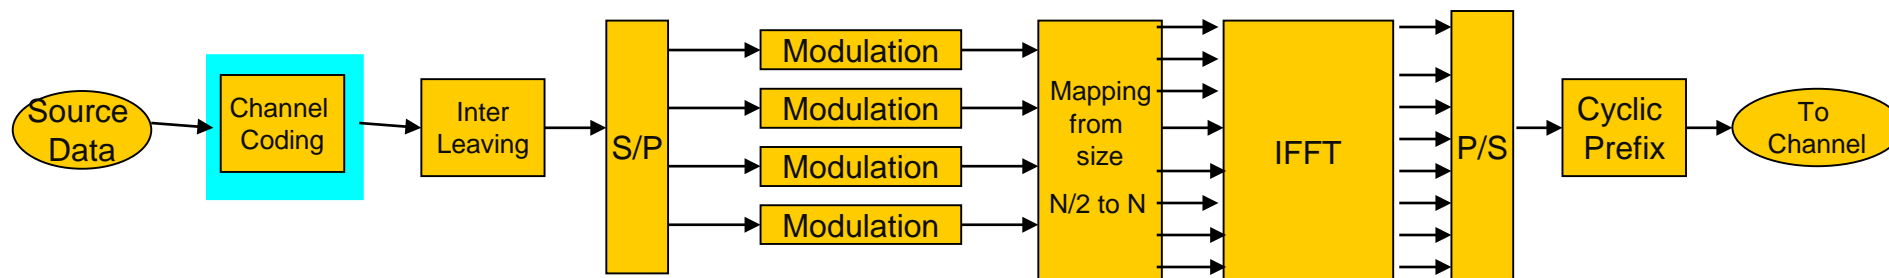 Source
Data
Channel
Coding
Inter
Leaving
S/P
Modulation
Modulation
Modulation
Modulation
Mapping
from
size
N/2 to N
IFFT
P/S
Cyclic
Prefix
To
Channel